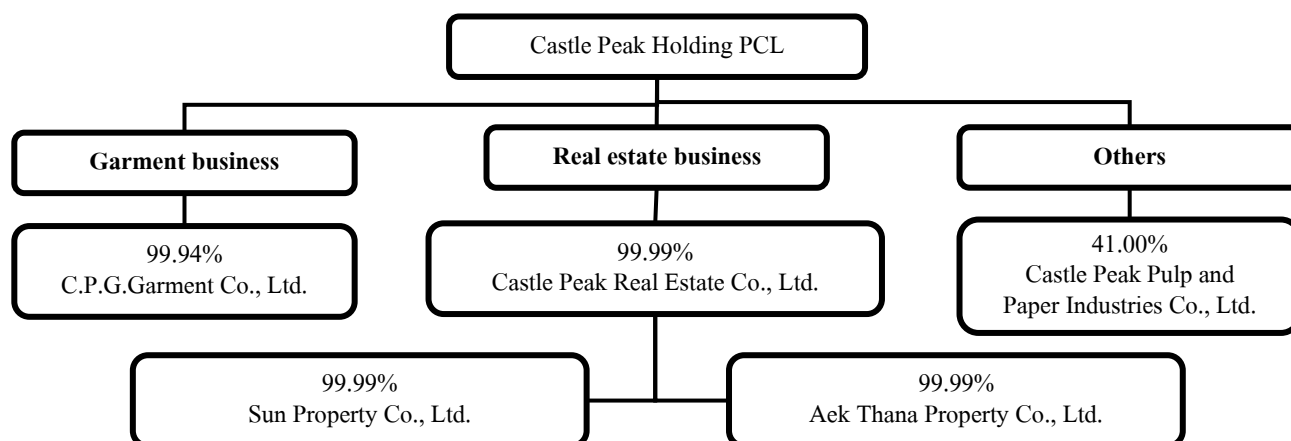 Castle Peak Holding PCL
Garment business
Real estate business
Others
99.94%
C.P.G.Garment Co., Ltd.
99.99%
Castle Peak Real Estate Co., Ltd.
41.00%
Castle Peak Pulp and
Paper Industries Co., Ltd.
99.99%
Sun Property Co., Ltd.
99.99%
Aek Thana Property Co., Ltd.